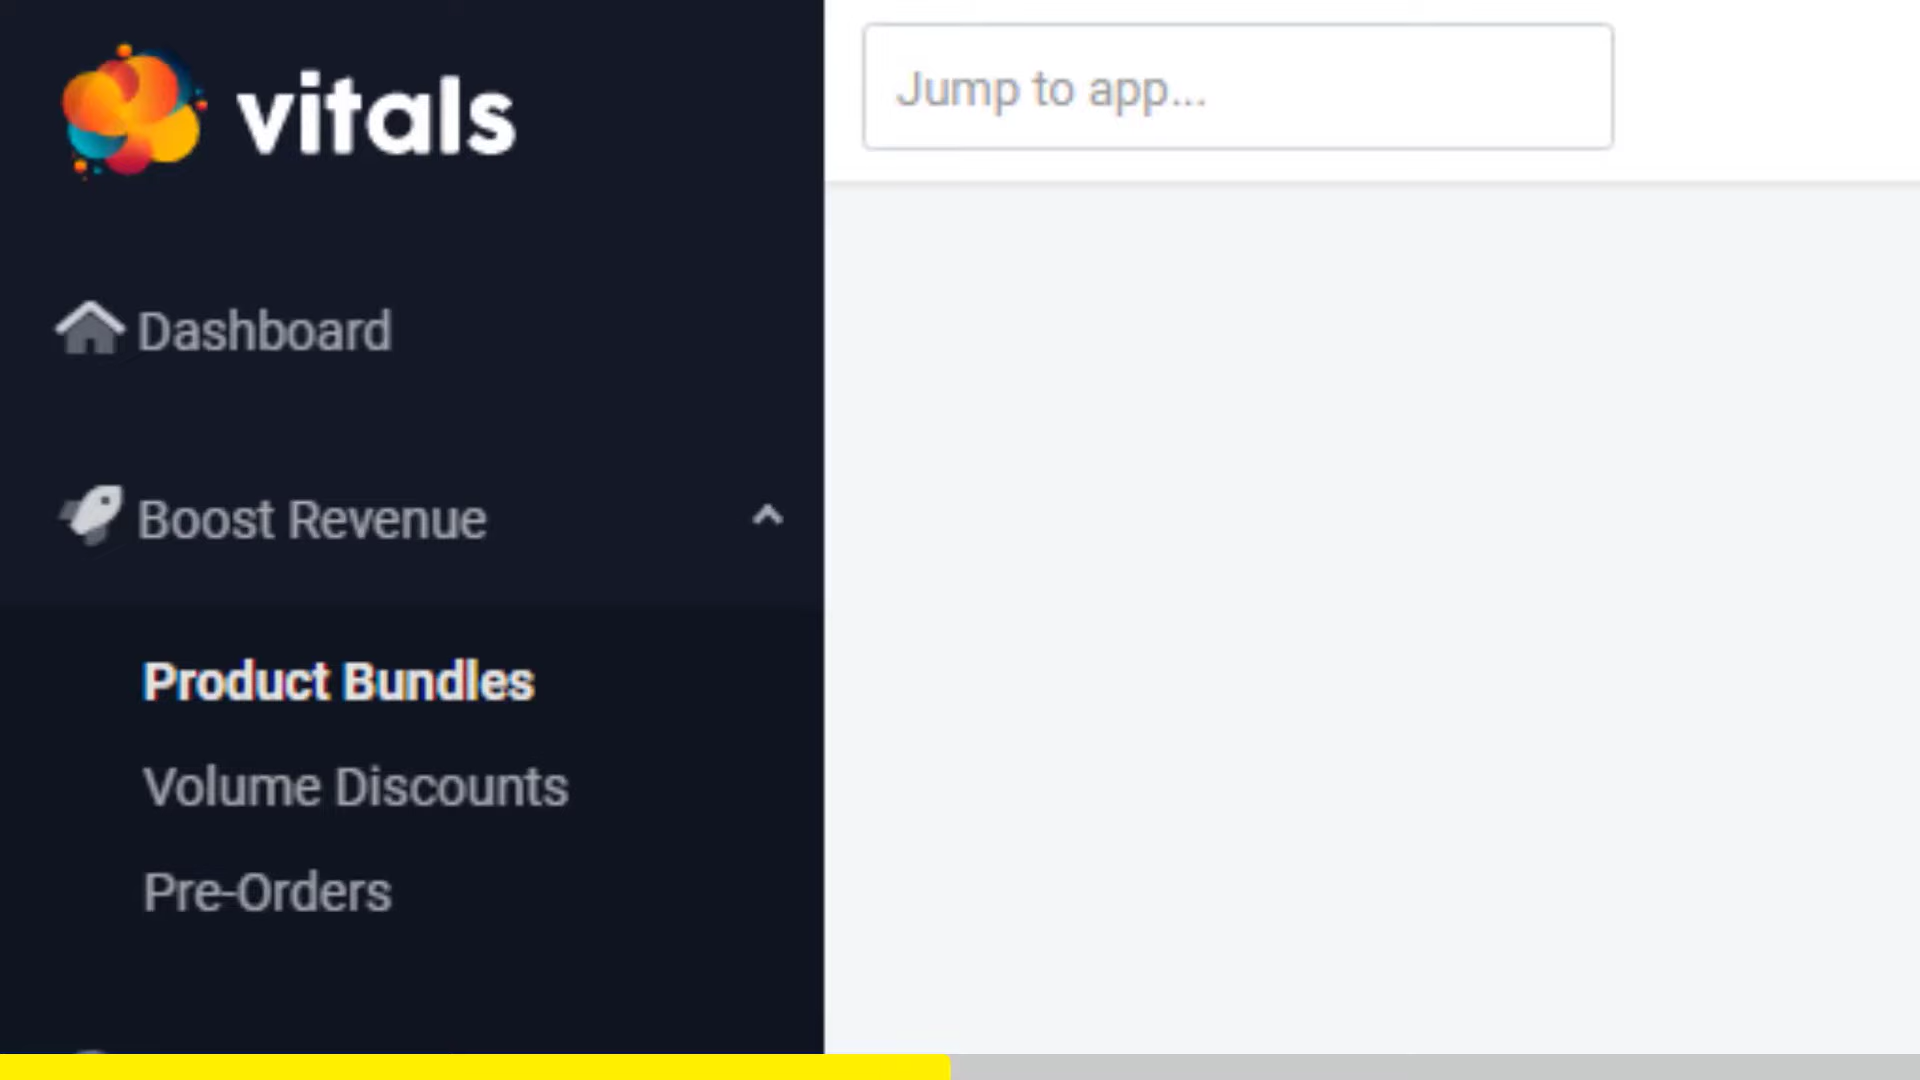 vitals
Jump to app...
Dashboard
Boost Revenue
Product Bundles
Volume Discounts
Pre-Orders